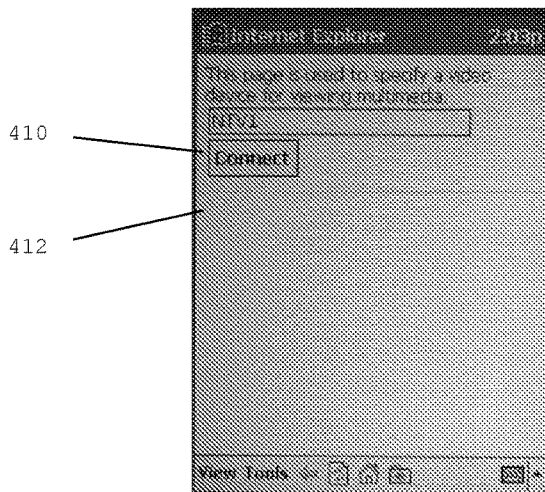 Internet Explorer 2:03p
This page is used to specify a video
device for viewing multimedia
410
Connect
412
View Tools